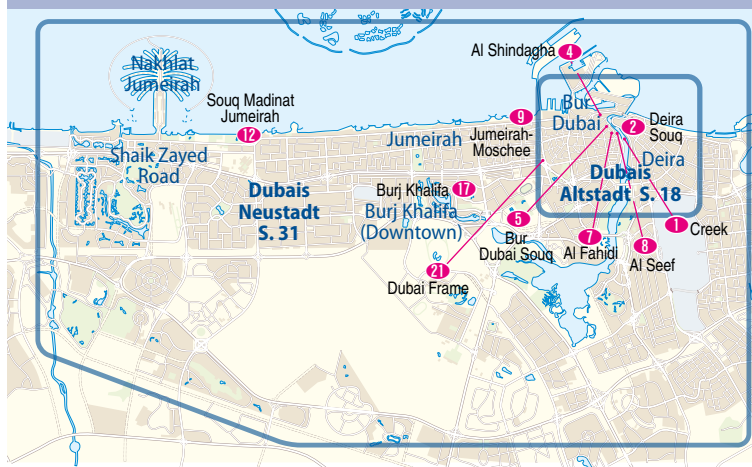 Al Shindagha 4
Nakhlat
Jumeirah
Souq Madinat
Jumeirah
12
9
Jumeirah-
Moschee
Bur
Dubai
2
Deira
Souq
Jumeirah
Shaik Zayed
Road
Deira
Dubais
Altstadt S. 18
Dubais
Neustadt
S. 31
Burj Khalifa 17
Burj Khalifa
(Downtown)
5
Bur
Dubai Souq
7
Al Fahidi
8
Al Seef
1
Creek
21
Dubai Frame